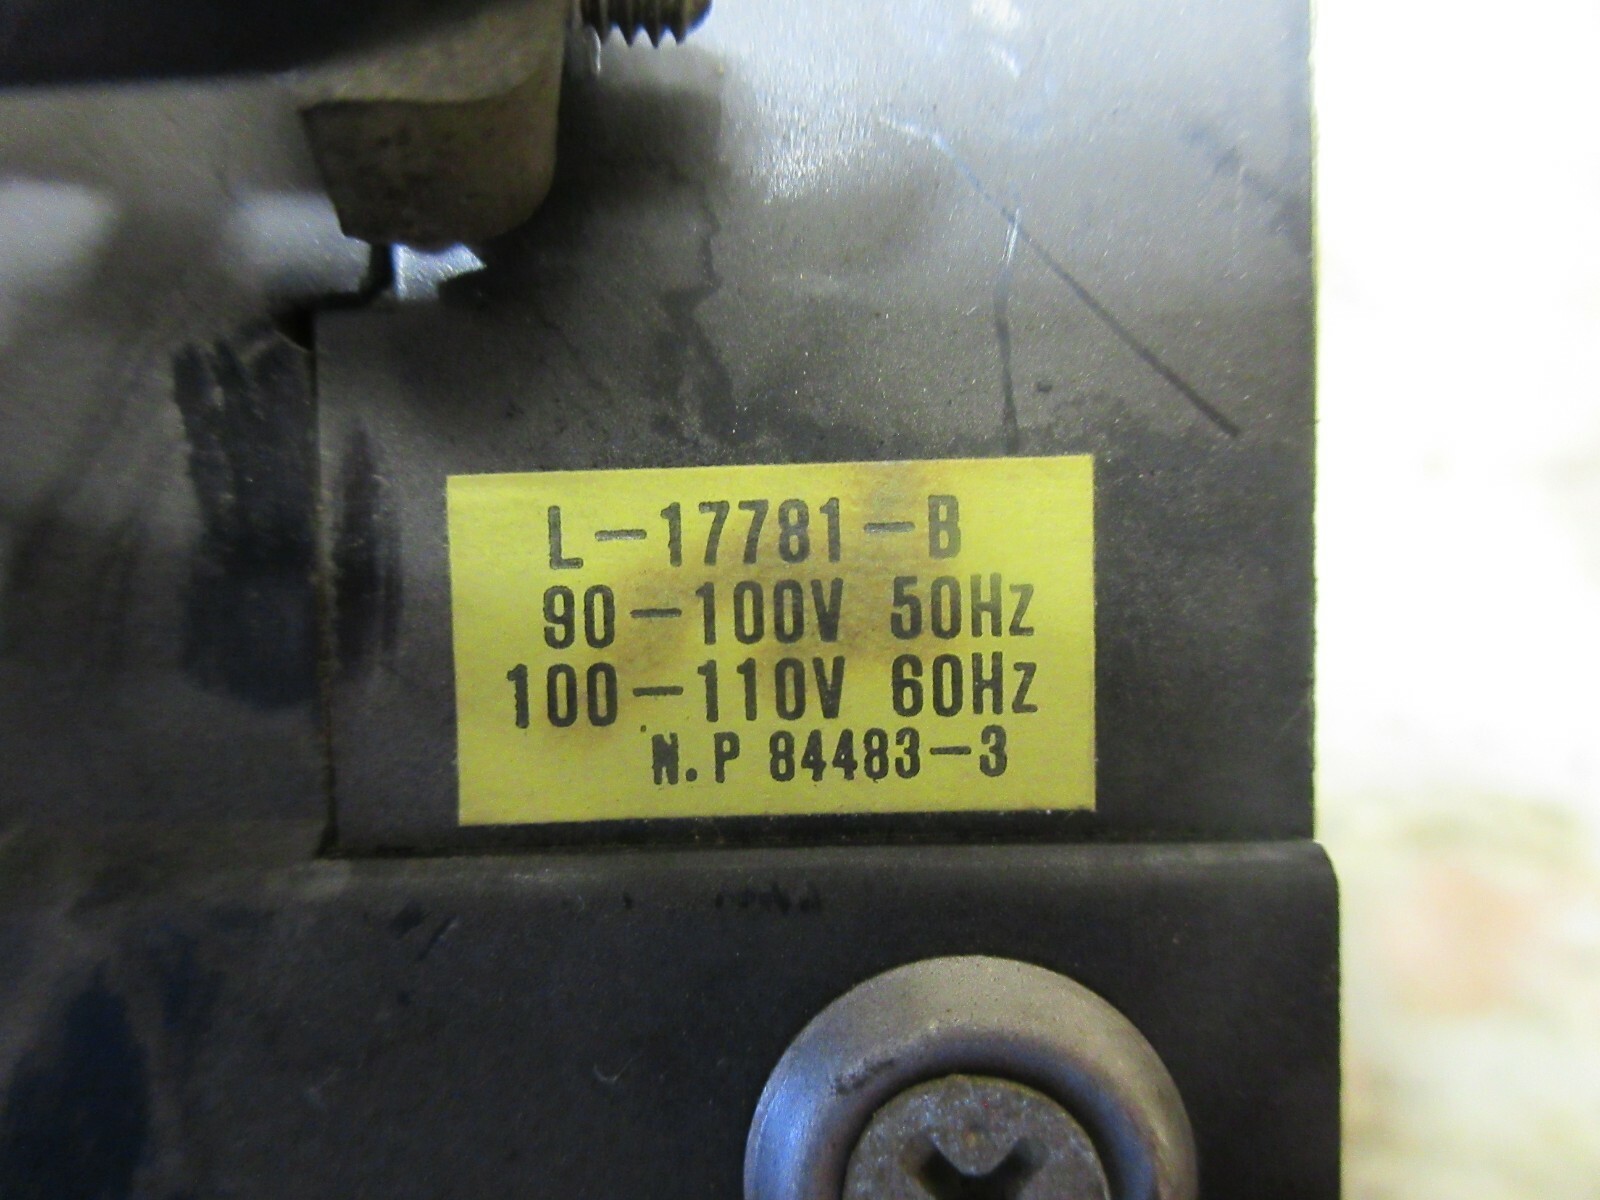 L-17781-B
90-100V 50Hz
100-110V 60Hz
N.P 84483-3